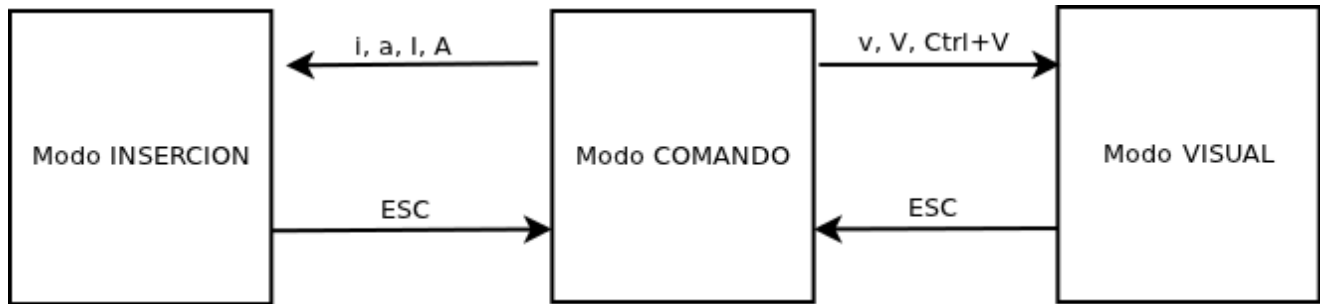 i, a, I, A
v, V, Ctrl+V
Modo INSERCION
Modo COMANDO
Modo VISUAL
ESC
ESC